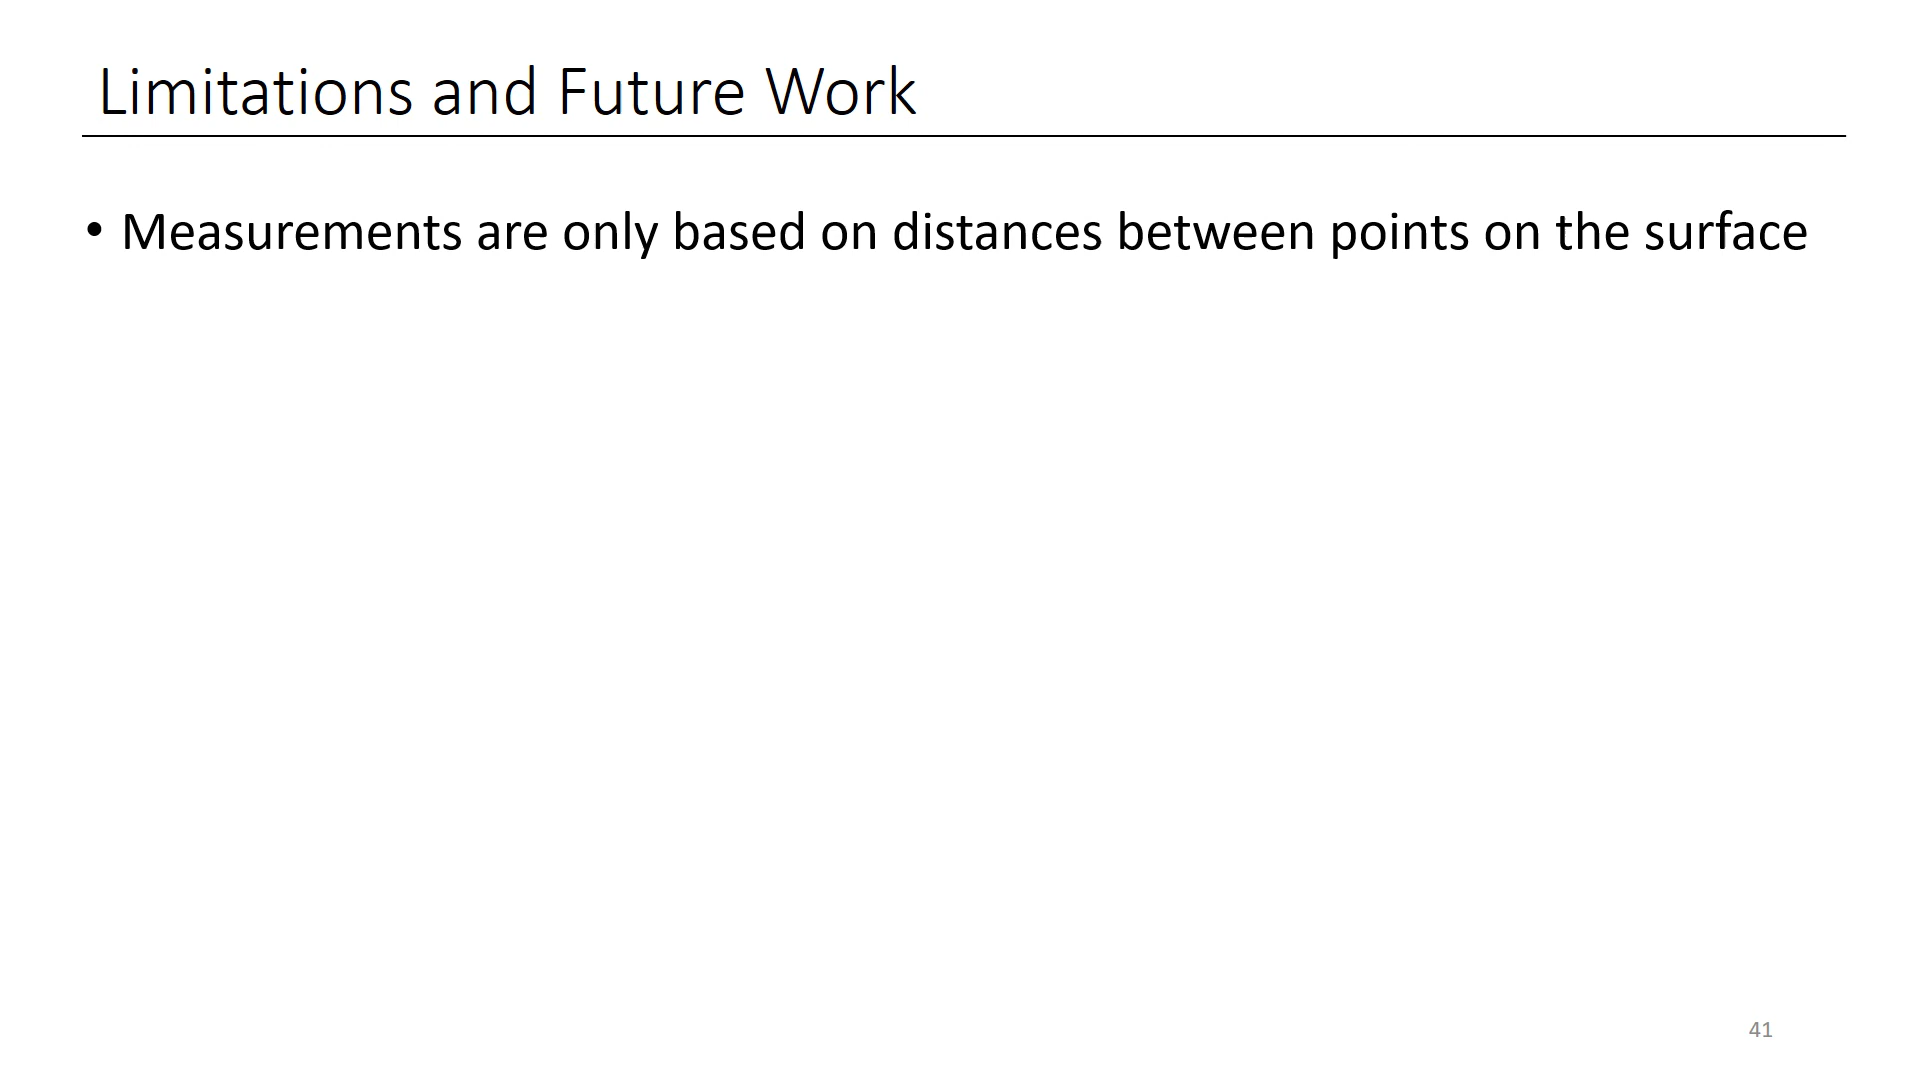 Limitations and Future Work
• Measurements are only based on distances between points on the surface
41